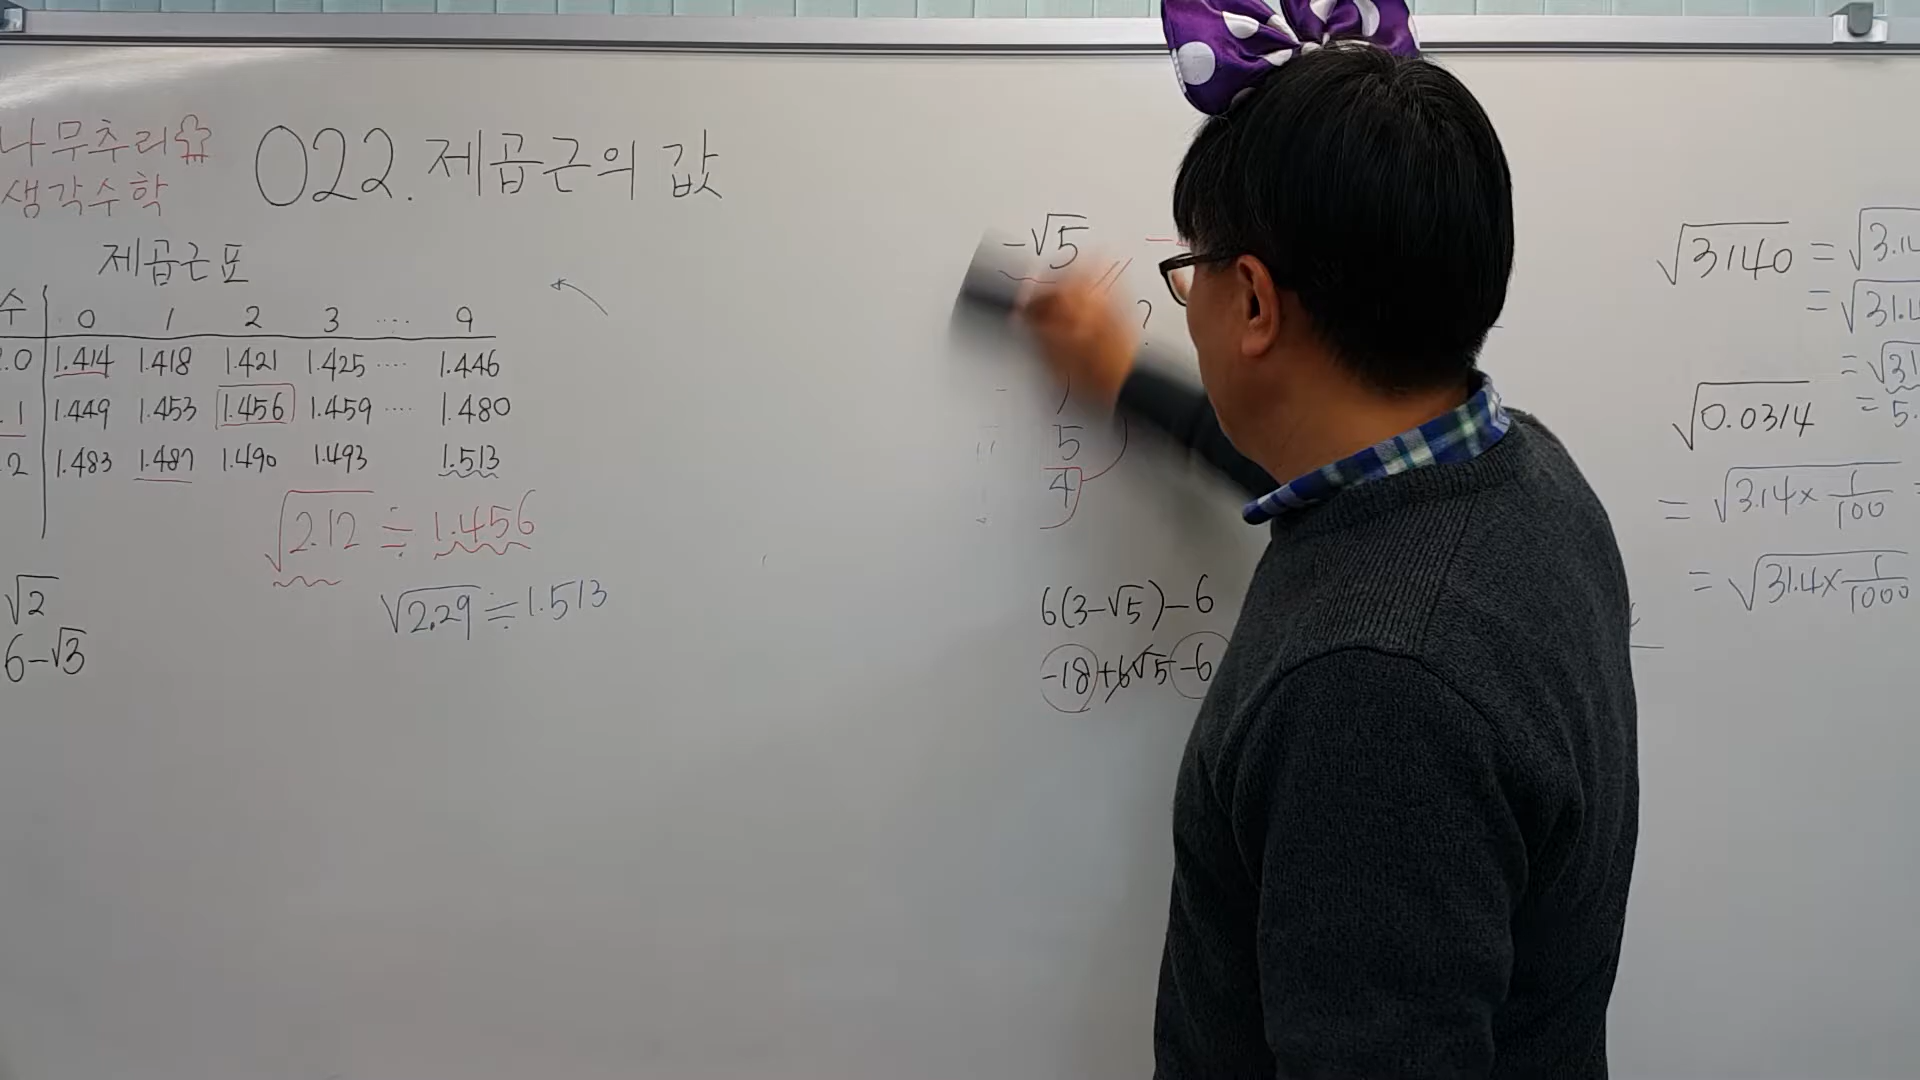 나무추리
생각수학
022. 제곱근의 값
제곱근표
수 0 1 2 3 .... 9
.0 1.414 1.418 1.421 1.425 .... 1.446
.1 1.449 1.453 1.456 1.459 .... 1.480
.2 1.483 1.487 1.490 1.493 1.513
√2.12 ≒ 1.456
√2.29 ≒ 1.513
√2
6-√3
-√5
?
5
4
6(3-√5)-6
-18+6√5-6
√3140 = √3.14
= √31.4
= √31
= 5.
√0.0314
= √3.14×1/100 =
= √31.4×1/1000